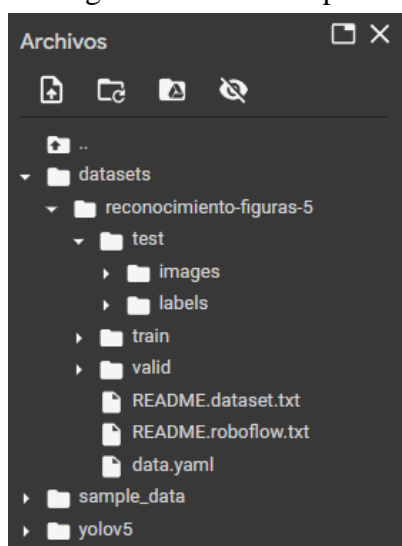 Archivos
..
datasets
reconocimiento-figuras-5
test
images
labels
train
valid
README.dataset.txt
README.roboflow.txt
data.yaml
sample_data
yolov5